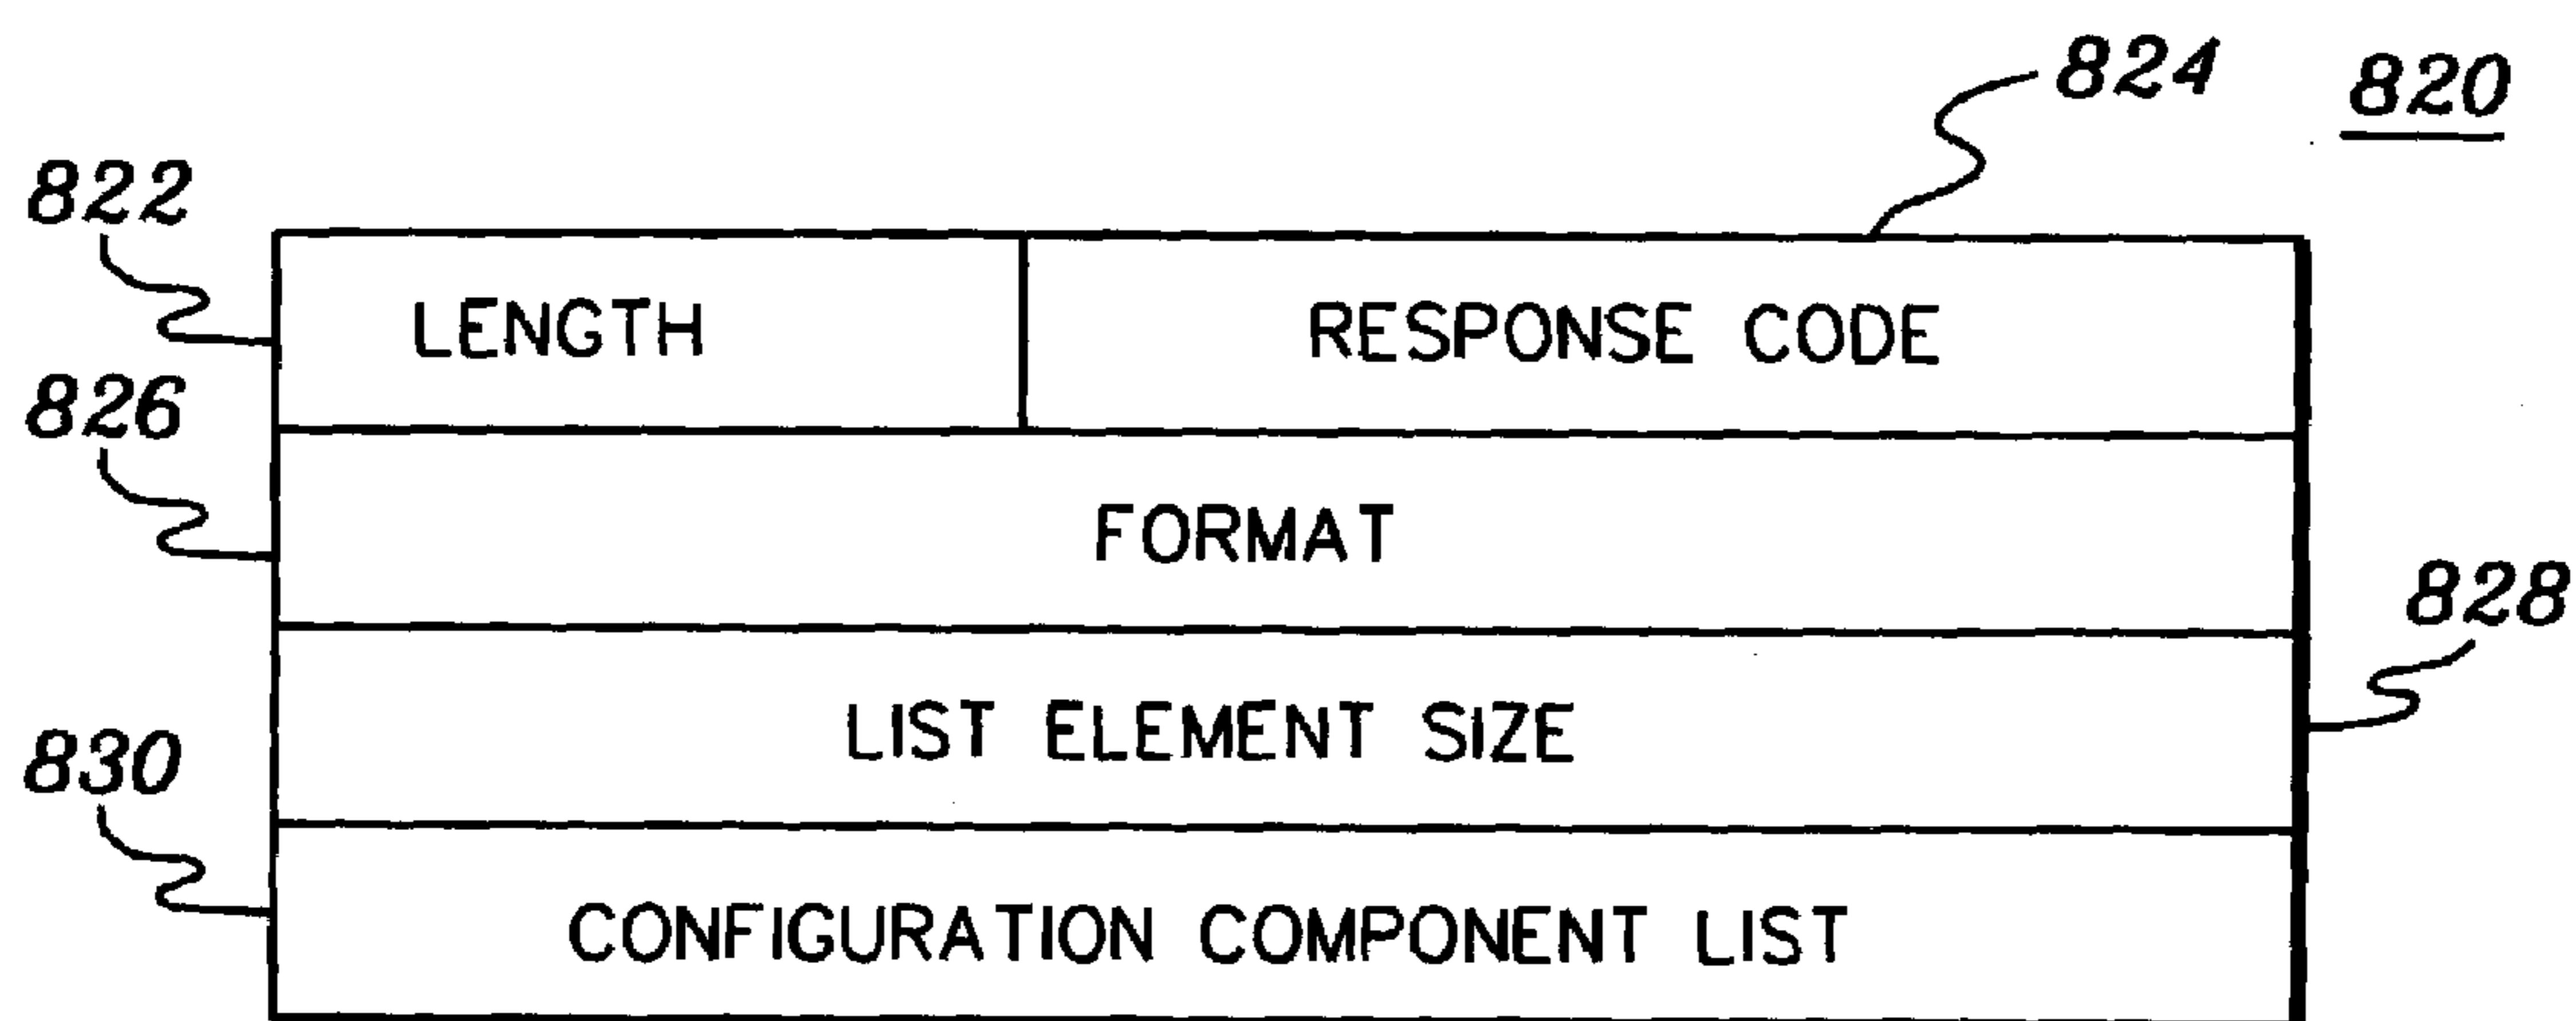 824
820
822
LENGTH
RESPONSE CODE
826
FORMAT
828
LIST ELEMENT SIZE
830
CONFIGURATION COMPONENT LIST